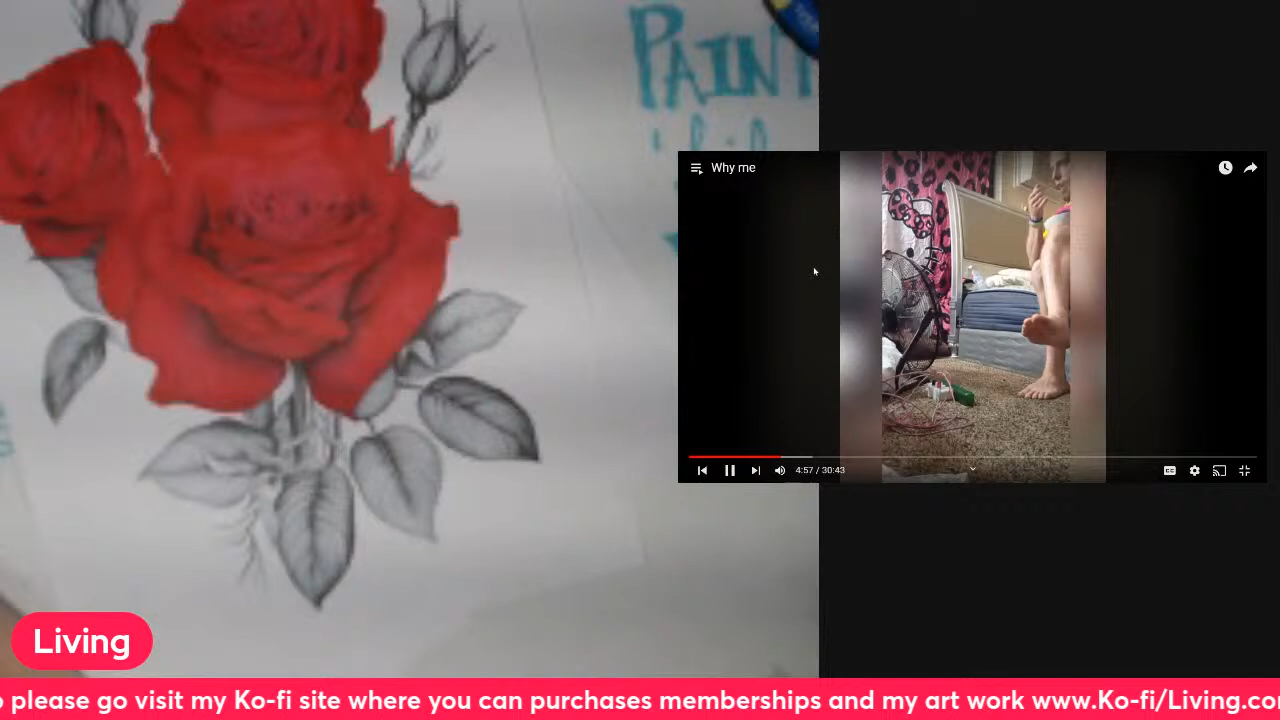 PAINT
Why me
4:57 / 30:43
Living
please go visit my Ko-fi site where you can purchases memberships and my art work www.Ko-fi/Living.co